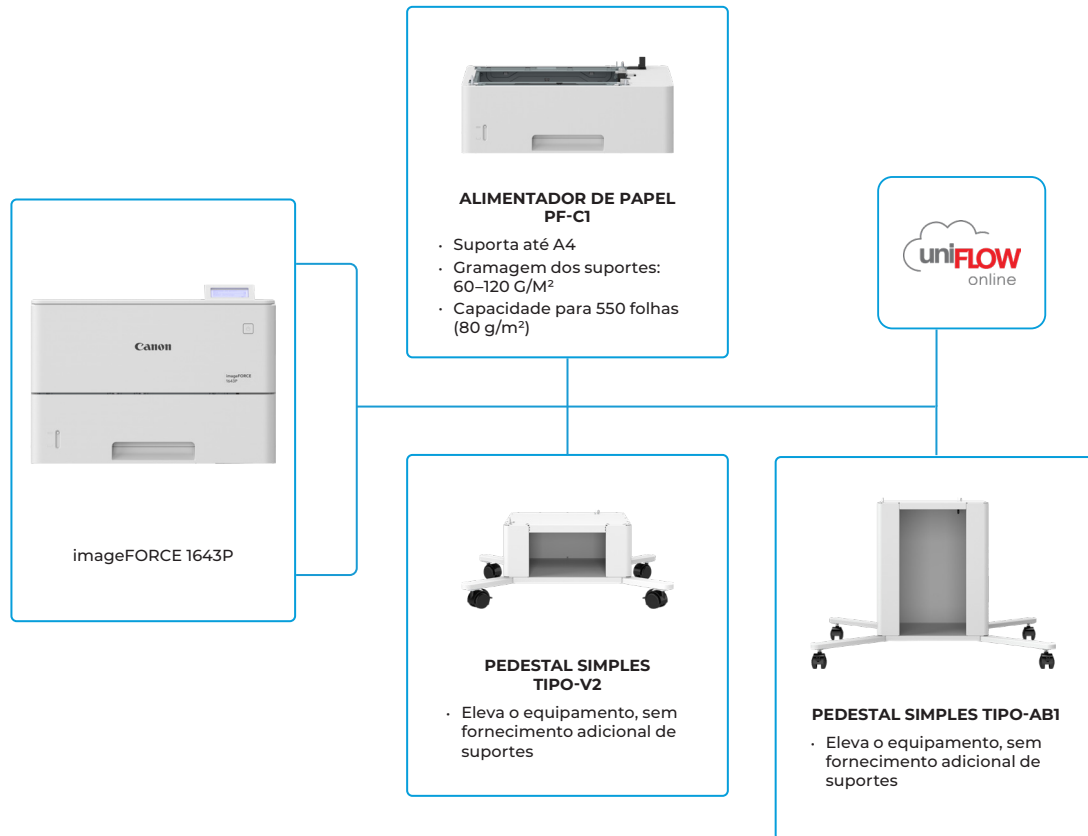 ALIMENTADOR DE PAPEL
PF-C1
· Suporta até A4
· Gramagem dos suportes:
60–120 G/M²
· Capacidade para 550 folhas
(80 g/m²)
uniFLOW
online
Canon
imageFORCE
1643P
imageFORCE 1643P
PEDESTAL SIMPLES
TIPO-V2
· Eleva o equipamento, sem
fornecimento adicional de
suportes
PEDESTAL SIMPLES TIPO-AB1
· Eleva o equipamento, sem
fornecimento adicional de
suportes